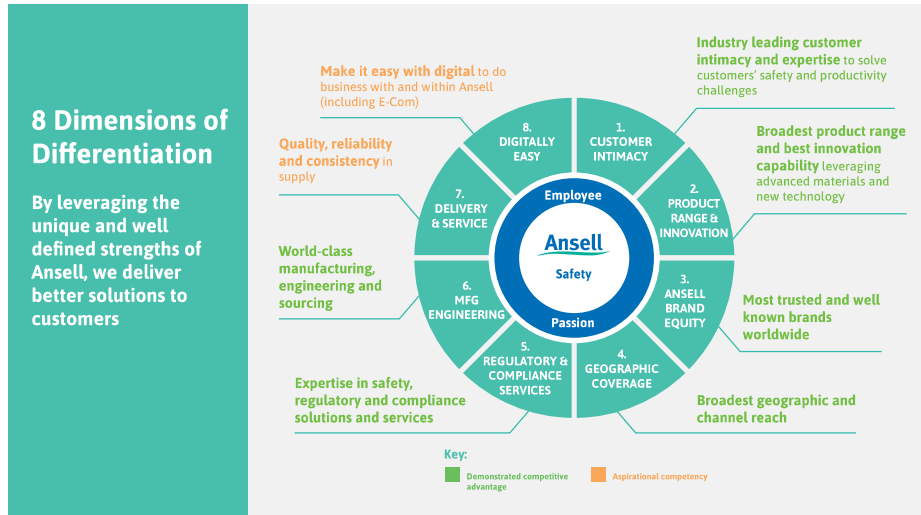 8 Dimensions of
Differentiation
By leveraging the
unique and well
defined strengths of
Ansell, we deliver
better solutions to
customers
Make it easy with digital to do
business with and within Ansell
(including E-Com)
Quality, reliability
and consistency in
supply
World-class
manufacturing,
engineering and
sourcing
Expertise in safety,
regulatory and compliance
solutions and services
Industry leading customer
intimacy and expertise to solve
customers' safety and productivity
challenges
Broadest product range
and best innovation
capability leveraging
advanced materials and
new technology
Most trusted and well
known brands
worldwide
Broadest geographic and
channel reach
1.
CUSTOMER
INTIMACY
2.
PRODUCT
RANGE &
INNOVATION
3.
ANSELL
BRAND
EQUITY
4.
GEOGRAPHIC
COVERAGE
5.
REGULATORY &
COMPLIANCE
SERVICES
6.
MFG
ENGINEERING
7.
DELIVERY
& SERVICE
8.
DIGITALLY
EASY
Employee
Ansell
Safety
Passion
Key:
Demonstrated competitive
advantage
Aspirational competency